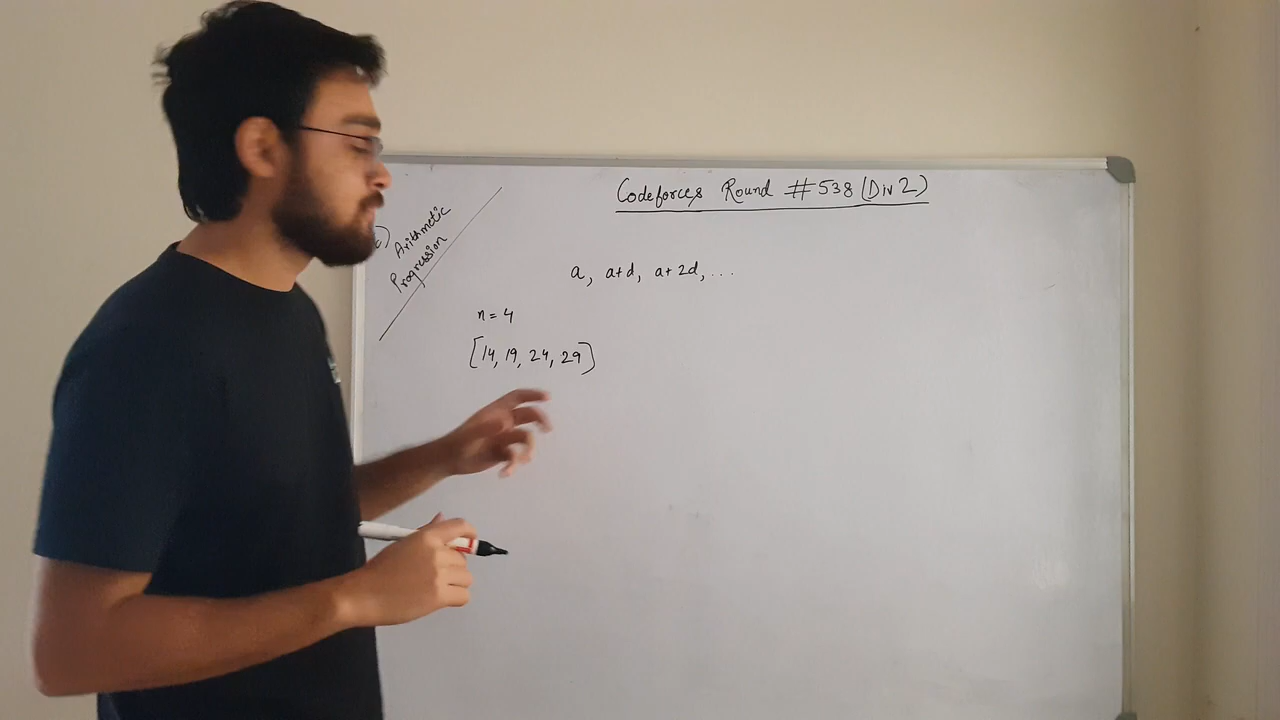 Codeforces Round #538 (Div 2)
Arithmetic
Progression
a, a+d, a+2d, ...
n = 4
[14, 19, 24, 29]